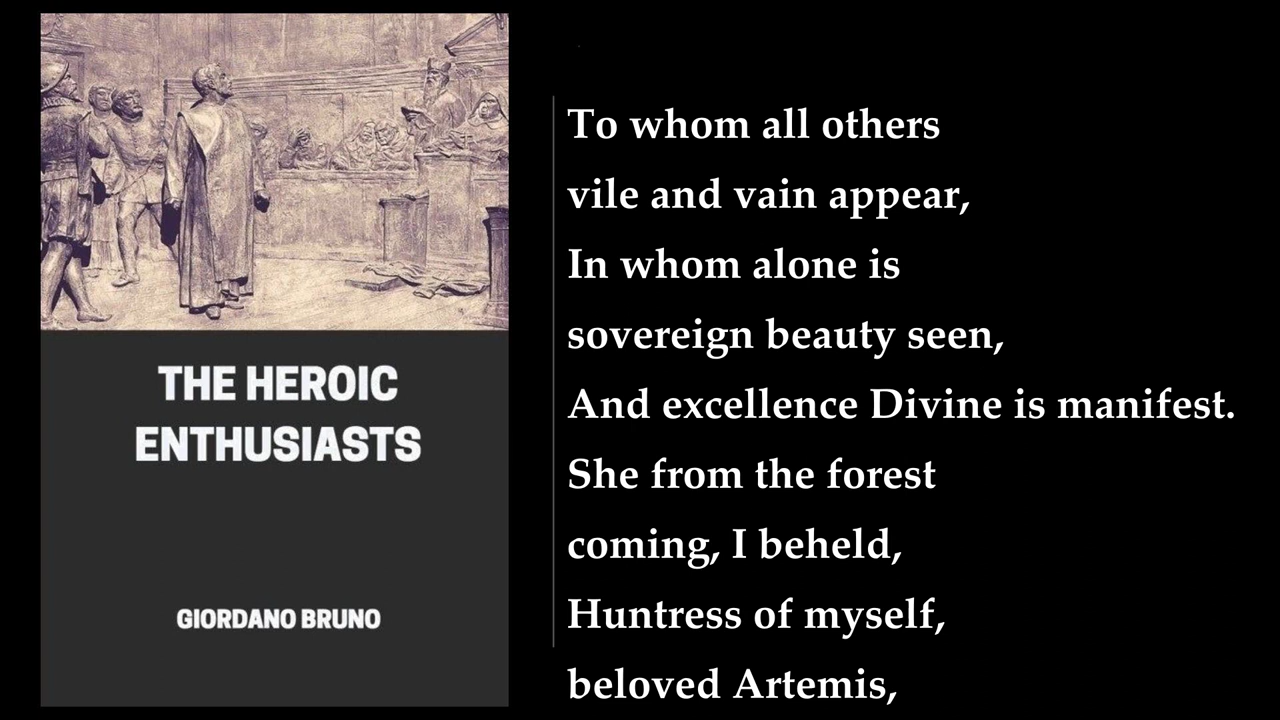 THE HEROIC
ENTHUSIASTS
GIORDANO BRUNO
To whom all others
vile and vain appear,
In whom alone is
sovereign beauty seen,
And excellence Divine is manifest.
She from the forest
coming, I beheld,
Huntress of myself,
beloved Artemis,